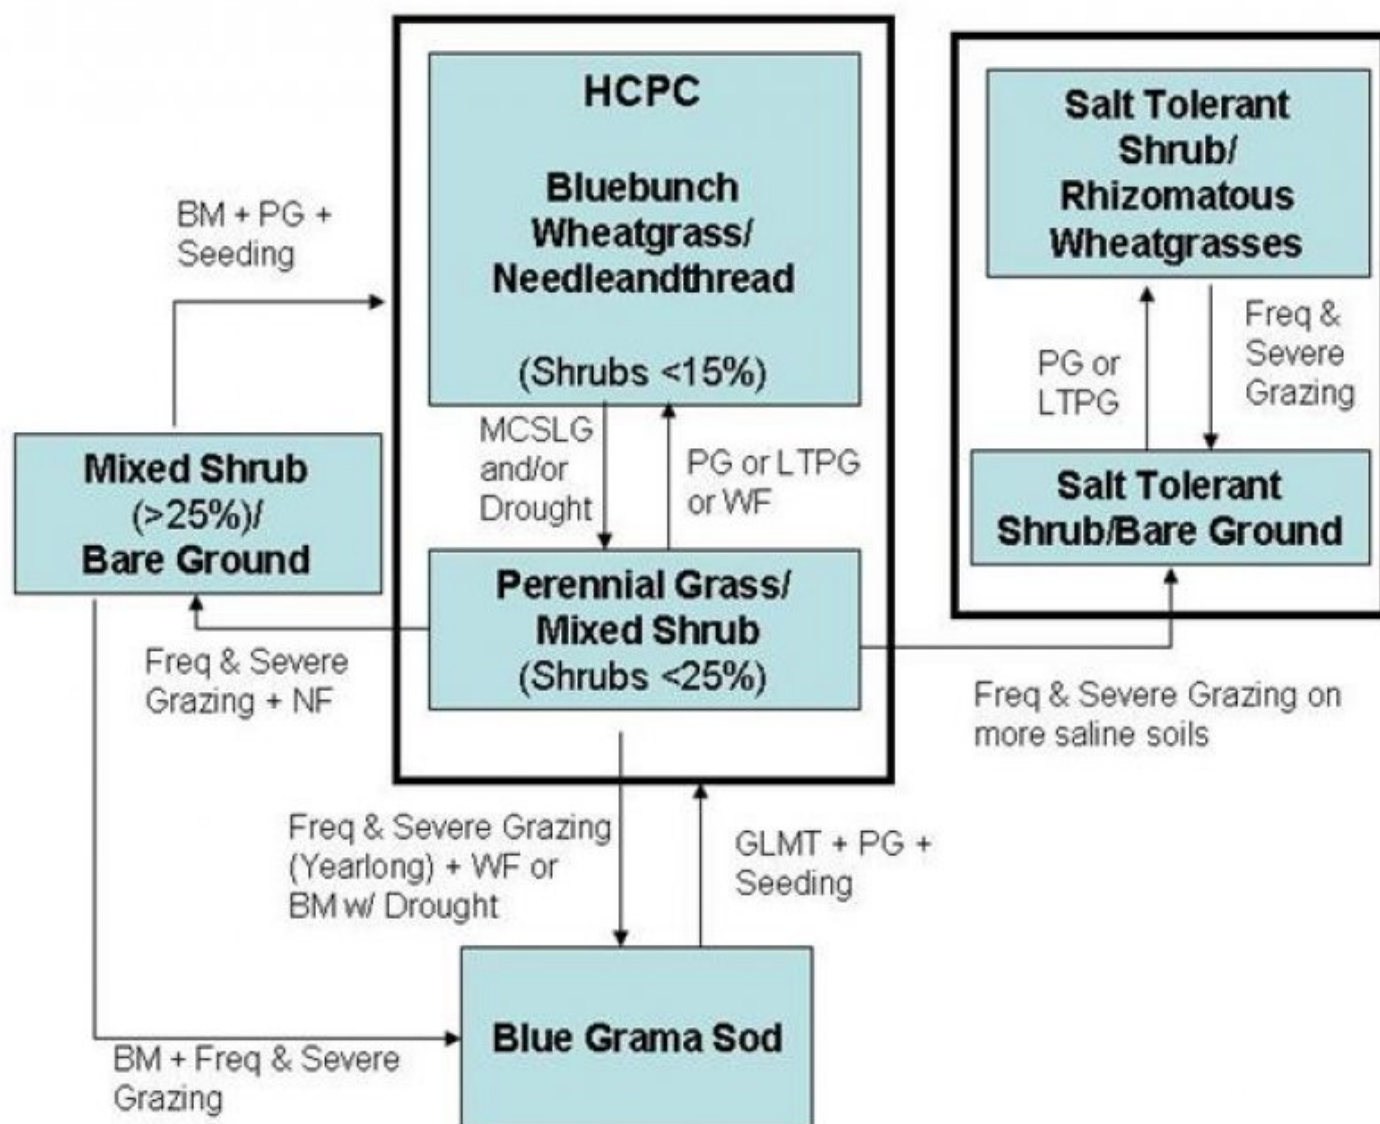 HCPC
Bluebunch
Wheatgrass/
Needleandthread
(Shrubs <15%)
Salt Tolerant
Shrub/
Rhizomatous
Wheatgrasses
BM + PG +
Seeding
MCSLG
and/or
Drought
PG or LTPG
or WF
PG or
LTPG
Freq &
Severe
Grazing
Mixed Shrub
(>25%)/
Bare Ground
Perennial Grass/
Mixed Shrub
(Shrubs <25%)
Salt Tolerant
Shrub/Bare Ground
Freq & Severe
Grazing + NF
Freq & Severe Grazing on
more saline soils
Freq & Severe Grazing
(Yearlong) + WF or
BM w/ Drought
GLMT + PG +
Seeding
Blue Grama Sod
BM + Freq & Severe
Grazing